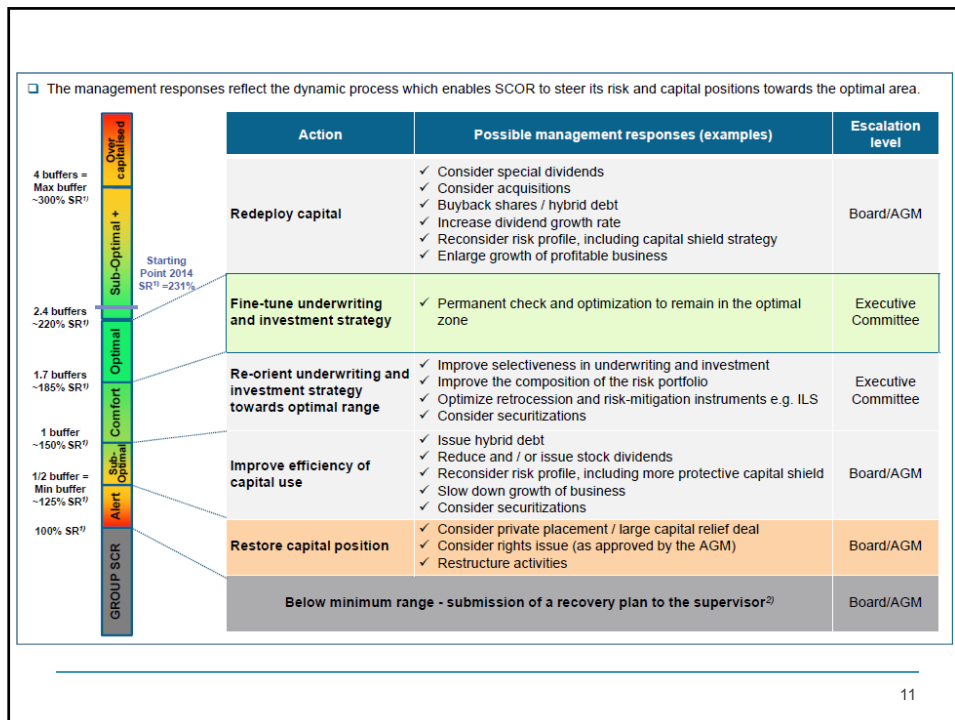 ❑ The management responses reflect the dynamic process which enables SCOR to steer its risk and capital positions towards the optimal area.
Over
capitalised
4 buffers =
Max buffer
~300% SR¹⁾
Sub-Optimal +
Starting
Point 2014
SR¹⁾ =231%
2.4 buffers
~220% SR¹⁾
Optimal
1.7 buffers
~185% SR¹⁾
Comfort
1 buffer
~150% SR¹⁾
Sub-
Optimal
1/2 buffer =
Min buffer
~125% SR¹⁾
Alert
100% SR¹⁾
GROUP SCR
Action
Possible management responses (examples)
Escalation
level
Redeploy capital
✓ Consider special dividends
✓ Consider acquisitions
✓ Buyback shares / hybrid debt
✓ Increase dividend growth rate
✓ Reconsider risk profile, including capital shield strategy
✓ Enlarge growth of profitable business
Board/AGM
Fine-tune underwriting
and investment strategy
✓ Permanent check and optimization to remain in the optimal
zone
Executive
Committee
Re-orient underwriting and
investment strategy
towards optimal range
✓ Improve selectiveness in underwriting and investment
✓ Improve the composition of the risk portfolio
✓ Optimize retrocession and risk-mitigation instruments e.g. ILS
✓ Consider securitizations
Executive
Committee
Improve efficiency of
capital use
✓ Issue hybrid debt
✓ Reduce and / or issue stock dividends
✓ Reconsider risk profile, including more protective capital shield
✓ Slow down growth of business
✓ Consider securitizations
Board/AGM
Restore capital position
✓ Consider private placement / large capital relief deal
✓ Consider rights issue (as approved by the AGM)
✓ Restructure activities
Board/AGM
Below minimum range - submission of a recovery plan to the supervisor²⁾
Board/AGM
11